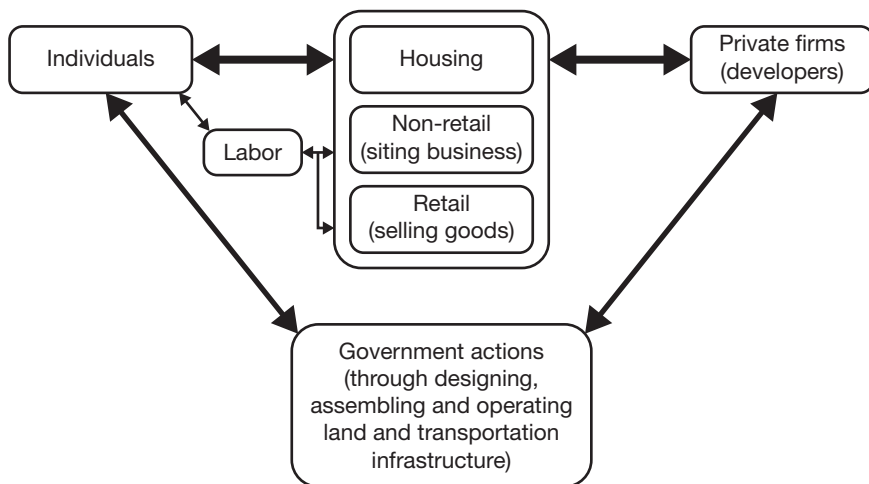 Individuals
Housing
Private firms
(developers)
Non-retail
(siting business)
Labor
Retail
(selling goods)
Government actions
(through designing,
assembling and operating
land and transportation
infrastructure)